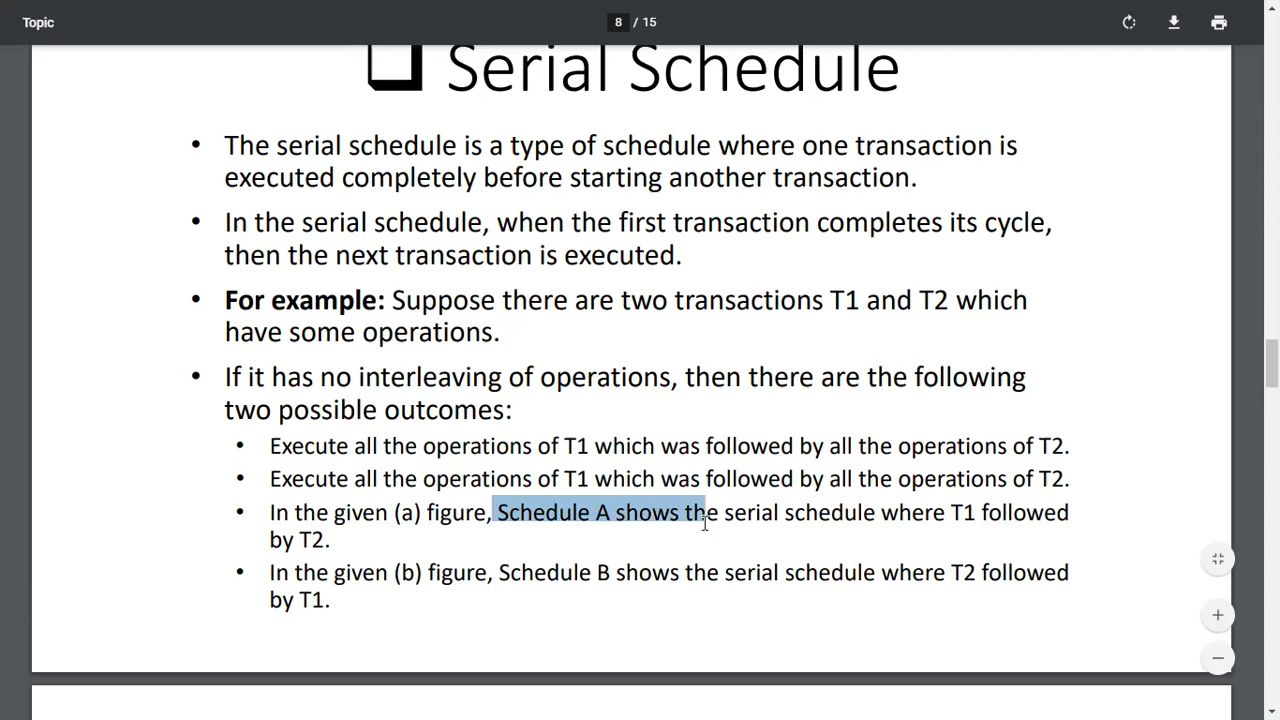 Topic
8 / 15
Serial Schedule
• The serial schedule is a type of schedule where one transaction is
executed completely before starting another transaction.
• In the serial schedule, when the first transaction completes its cycle,
then the next transaction is executed.
• For example: Suppose there are two transactions T1 and T2 which
have some operations.
• If it has no interleaving of operations, then there are the following
two possible outcomes:
• Execute all the operations of T1 which was followed by all the operations of T2.
• Execute all the operations of T1 which was followed by all the operations of T2.
• In the given (a) figure, Schedule A shows the serial schedule where T1 followed
by T2.
• In the given (b) figure, Schedule B shows the serial schedule where T2 followed
by T1.